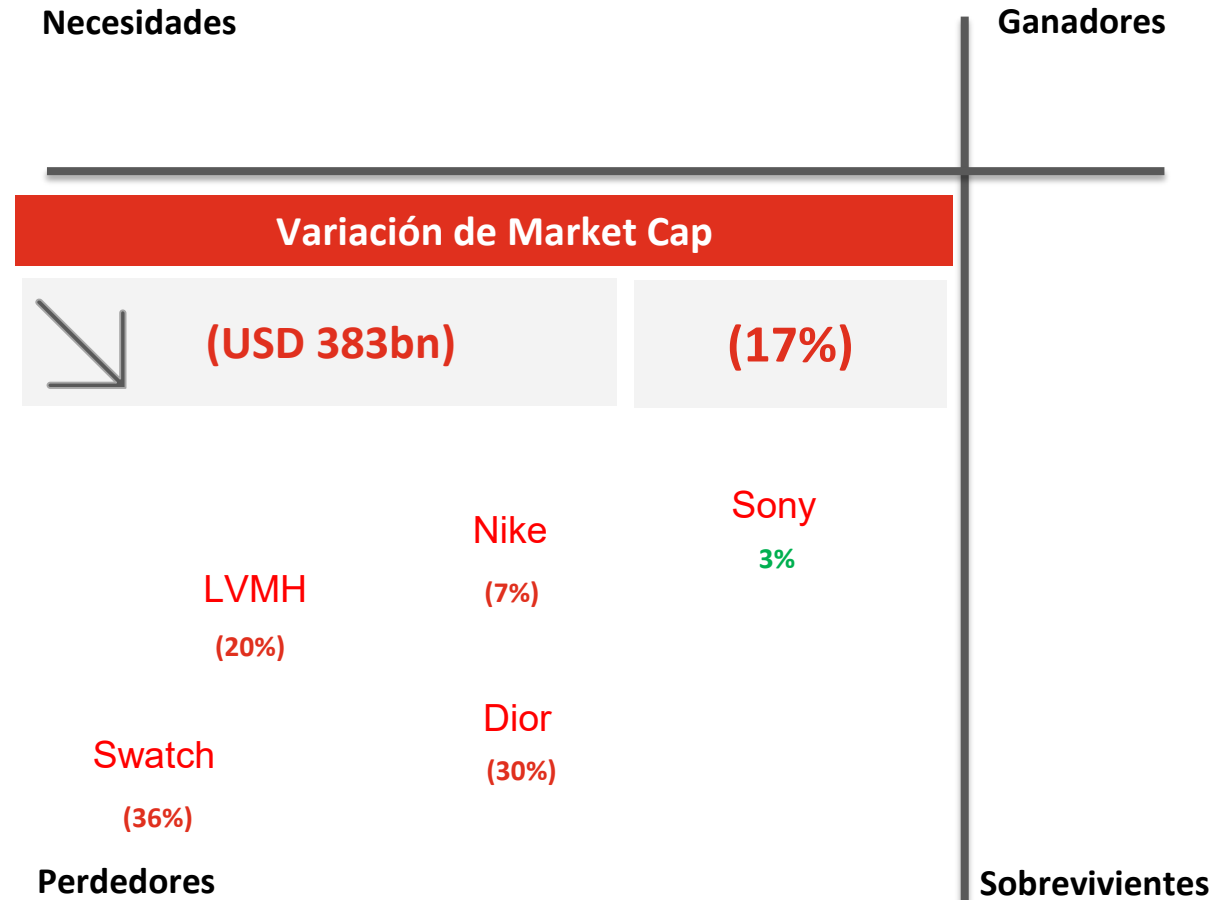 Necesidades
Ganadores
Variación de Market Cap
(USD 383bn)
(17%)
Sony
3%
Nike
(7%)
LVMH
(20%)
Dior
(30%)
Swatch
(36%)
Perdedores
Sobrevivientes